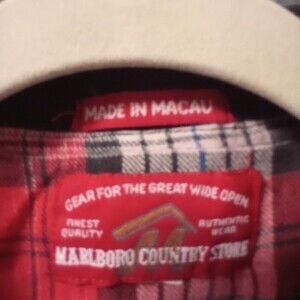 MADE IN MACAU
GEAR FOR THE GREAT WIDE OPEN
FINEST QUALITY
AUTHENTIC WEAR
MARLBORO COUNTRY STORE